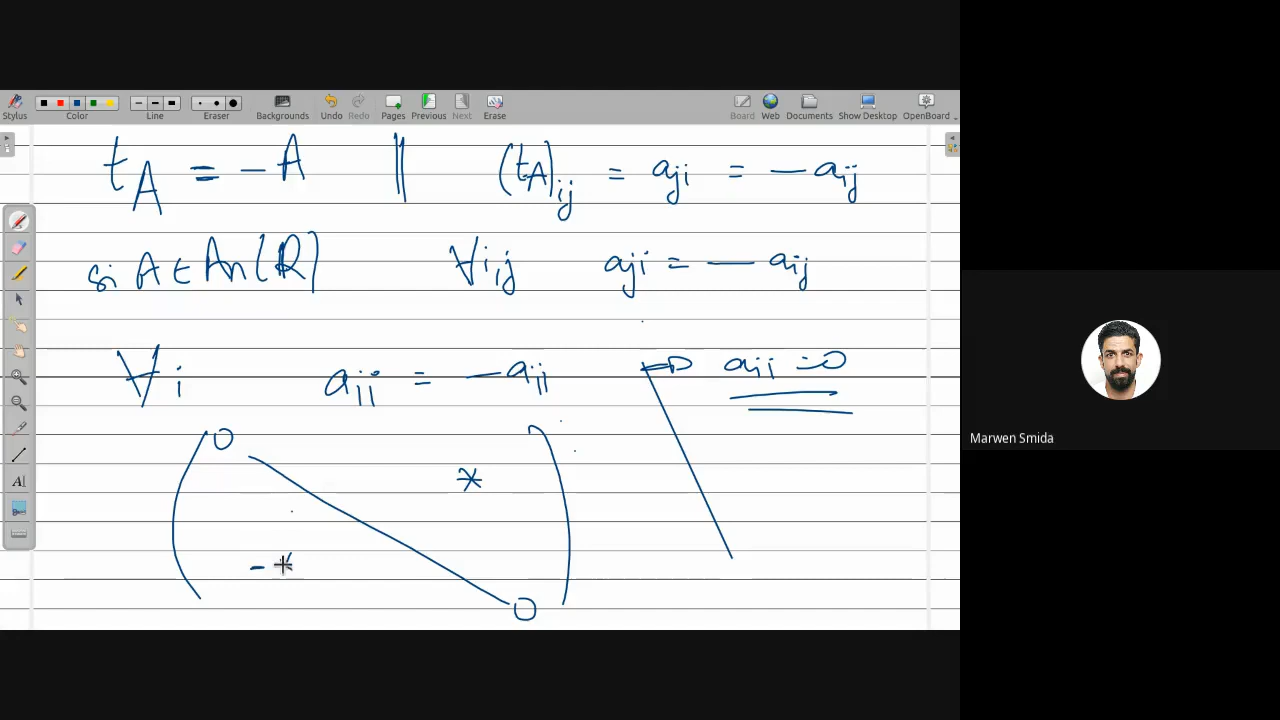 Stylus Color Line Eraser Backgrounds Undo Redo Pages Previous Next Erase Board Web Documents Show Desktop OpenBoard
tA = -A || (tA)ij = aji = -aij
si A ∈ An(R) ∀i,j aji = -aij
∀i aii = -aii ⟺ aii = 0
0
*
-*
0
Marwen Smida